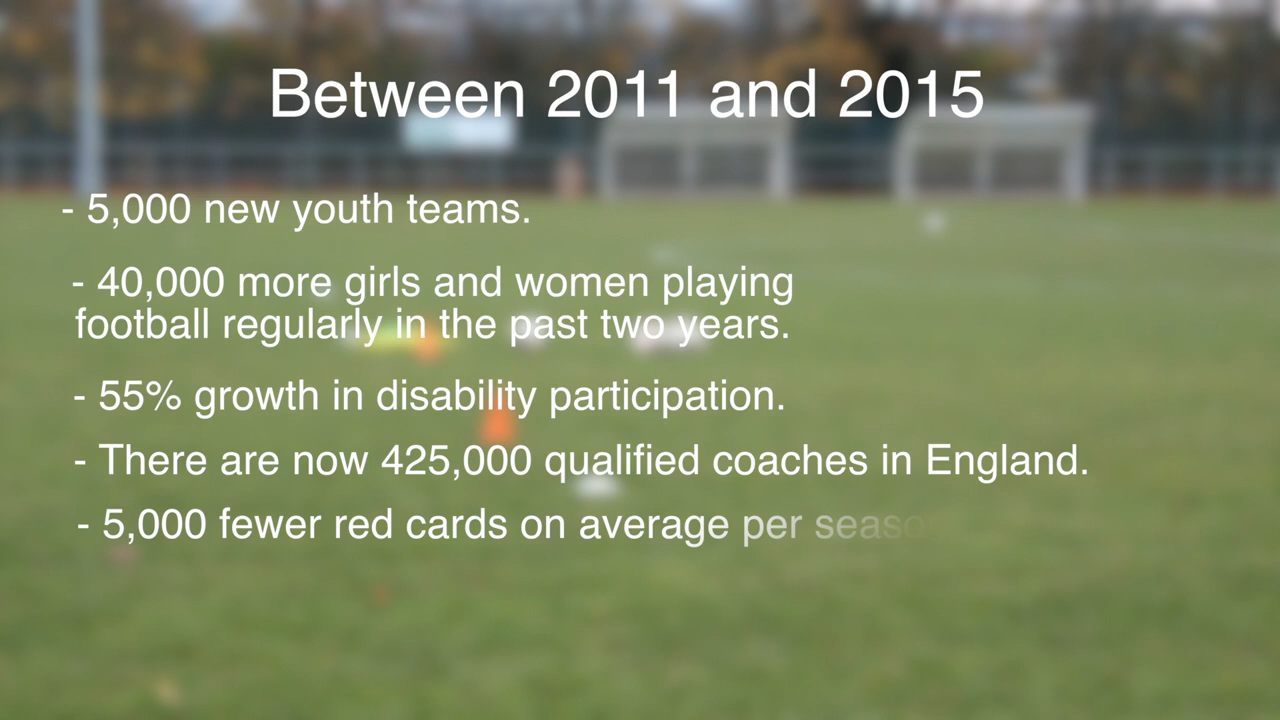 Between 2011 and 2015
- 5,000 new youth teams.
- 40,000 more girls and women playing
football regularly in the past two years.
- 55% growth in disability participation.
- There are now 425,000 qualified coaches in England.
- 5,000 fewer red cards on average per seaso